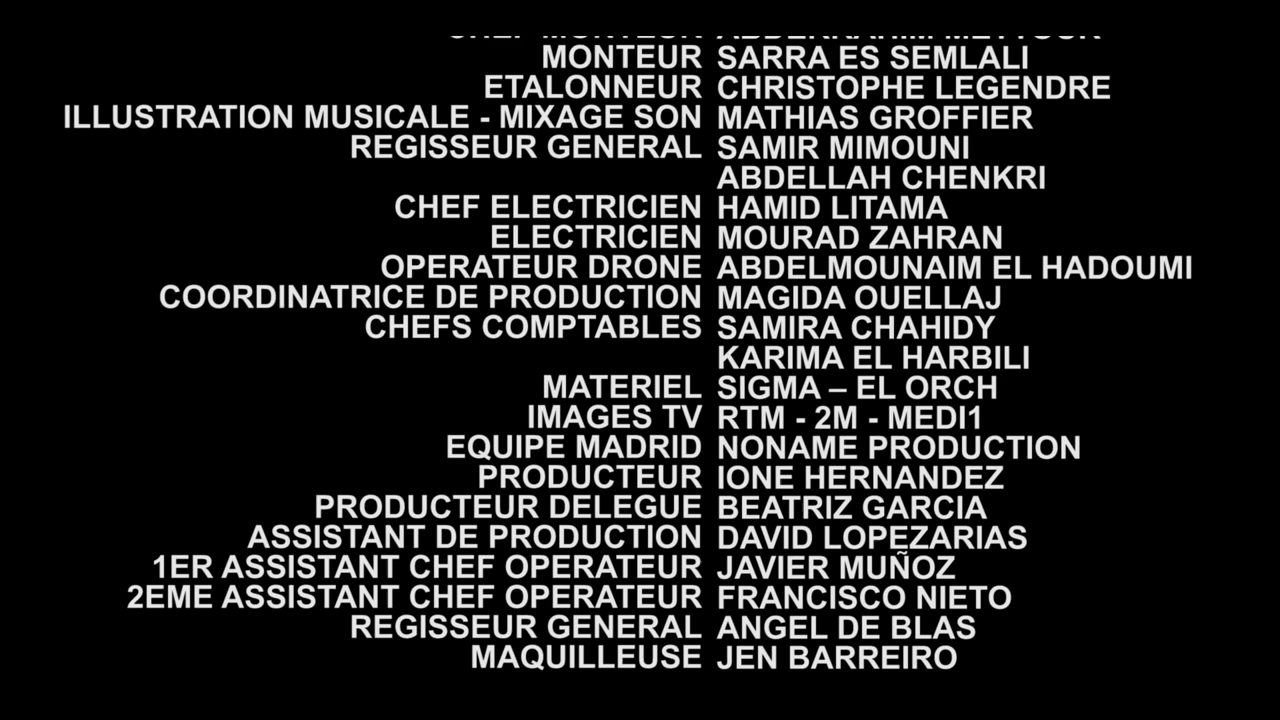 MONTEUR SARRA ES SEMLALI
ETALONNEUR CHRISTOPHE LEGENDRE
ILLUSTRATION MUSICALE - MIXAGE SON MATHIAS GROFFIER
REGISSEUR GENERAL SAMIR MIMOUNI
ABDELLAH CHENKRI
CHEF ELECTRICIEN HAMID LITAMA
ELECTRICIEN MOURAD ZAHRAN
OPERATEUR DRONE ABDELMOUNAIM EL HADOUMI
COORDINATRICE DE PRODUCTION MAGIDA OUELLAJ
CHEFS COMPTABLES SAMIRA CHAHIDY
KARIMA EL HARBILI
MATERIEL SIGMA – EL ORCH
IMAGES TV RTM - 2M - MEDI1
EQUIPE MADRID NONAME PRODUCTION
PRODUCTEUR IONE HERNANDEZ
PRODUCTEUR DELEGUE BEATRIZ GARCIA
ASSISTANT DE PRODUCTION DAVID LOPEZARIAS
1ER ASSISTANT CHEF OPERATEUR JAVIER MUÑOZ
2EME ASSISTANT CHEF OPERATEUR FRANCISCO NIETO
REGISSEUR GENERAL ANGEL DE BLAS
MAQUILLEUSE JEN BARREIRO